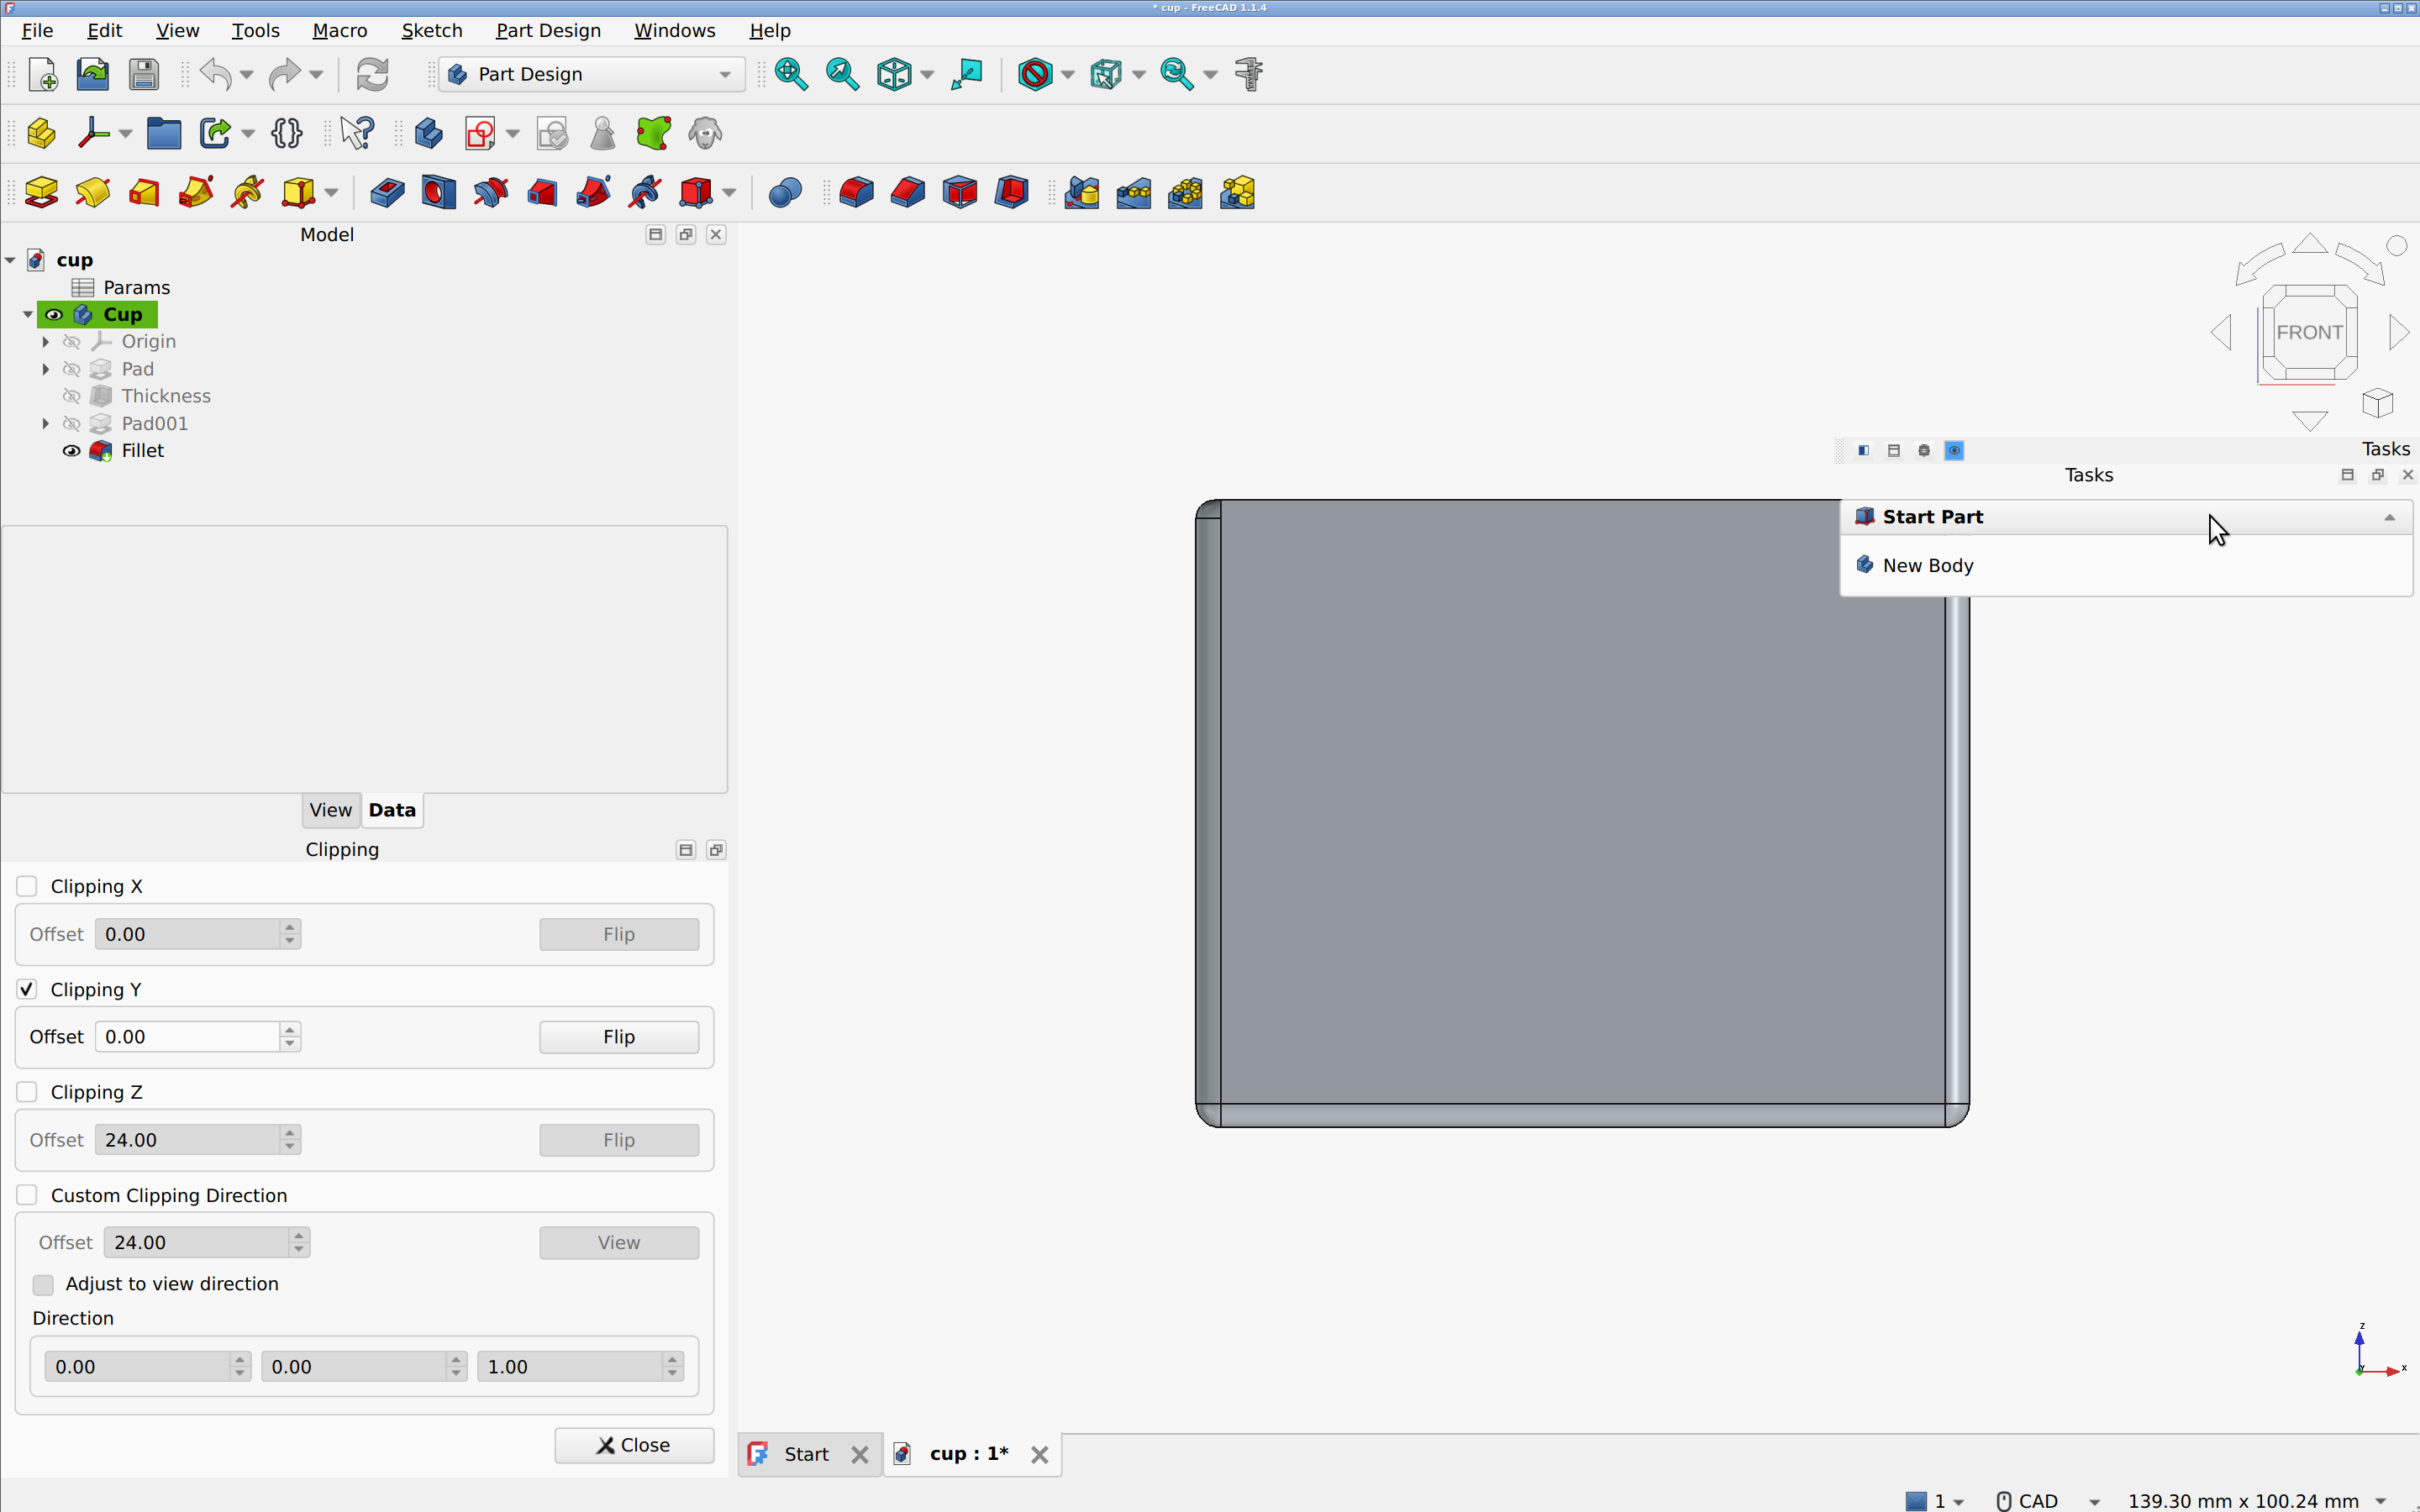 * cup - FreeCAD 1.1.4
File Edit View Tools Macro Sketch Part Design Windows Help
Part Design
Model
cup
Params
Cup
Origin
Pad
Thickness
Pad001
Fillet
View Data
Clipping
Clipping X
Offset 0.00 Flip
Clipping Y
Offset 0.00 Flip
Clipping Z
Offset 24.00 Flip
Custom Clipping Direction
Offset 24.00 View
Adjust to view direction
Direction
0.00 0.00 1.00
Close
FRONT
Tasks
Tasks
Start Part
New Body
z
x
Y
Start
cup : 1*
1 CAD 139.30 mm x 100.24 mm